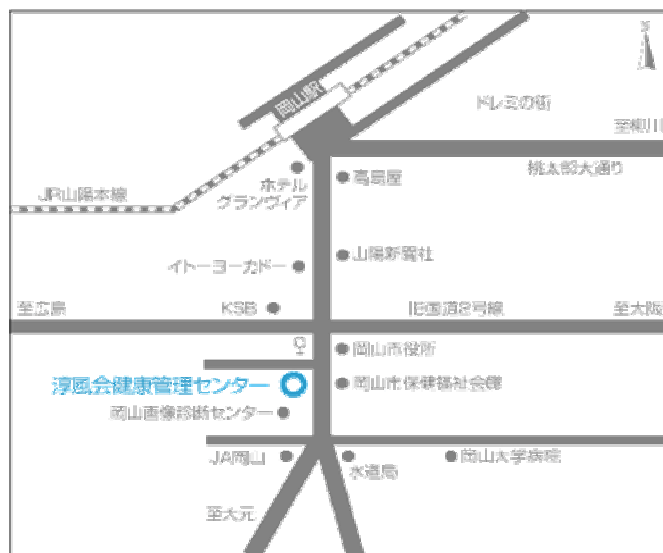 N
岡山駅
ドレミの街
至柳川
桃太郎大通り
JR山陽本線
ホテル
グランヴィア
高島屋
山陽新聞社
イトーヨーカドー
至広島
KSB
旧国道2号線
至大阪
岡山市役所
淳風会健康管理センター
岡山市保健福祉会館
岡山画像診断センター
JA岡山
水道局
岡山大学病院
至大元